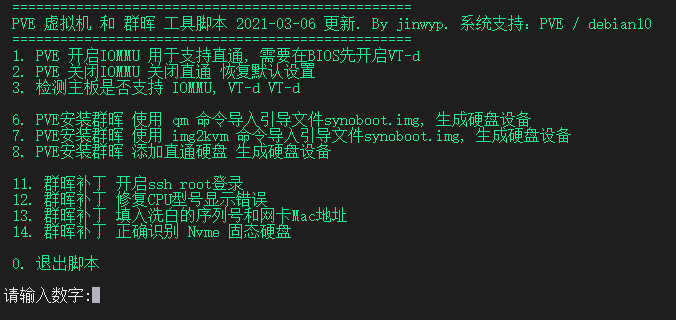 ==================================================
PVE 虚拟机 和 群晖 工具脚本 2021-03-06 更新. By jinwyp. 系统支持：PVE / debian10
==================================================
1. PVE 开启IOMMU 用于支持直通, 需要在BIOS先开启VT-d
2. PVE 关闭IOMMU 关闭直通 恢复默认设置
3. 检测主板是否支持 IOMMU, VT-d VT-d
6. PVE安装群晖 使用 qm 命令导入引导文件synoboot.img, 生成硬盘设备
7. PVE安装群晖 使用 img2kvm 命令导入引导文件synoboot.img, 生成硬盘设备
8. PVE安装群晖 添加直通硬盘 生成硬盘设备
11. 群晖补丁 开启ssh root登录
12. 群晖补丁 修复CPU型号显示错误
13. 群晖补丁 填入洗白的序列号和网卡Mac地址
14. 群晖补丁 正确识别 Nvme 固态硬盘
0. 退出脚本
请输入数字: